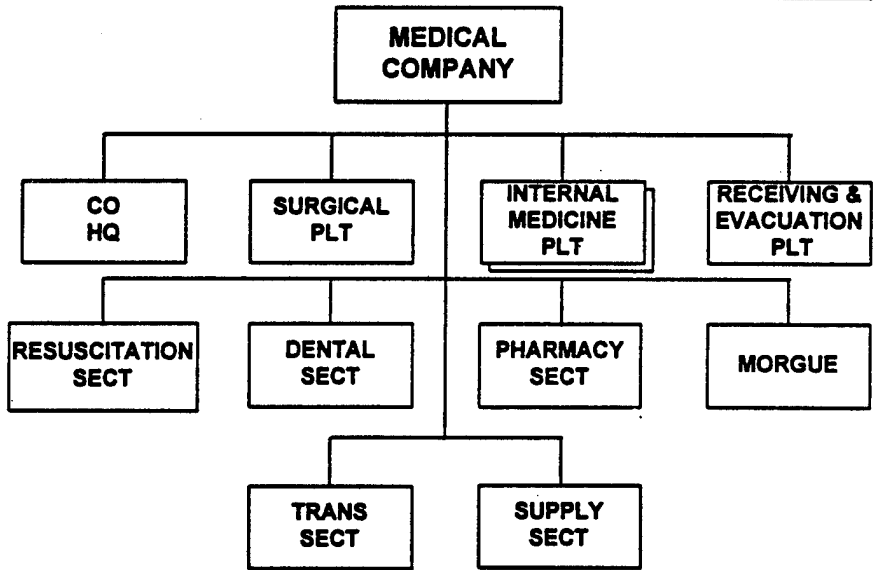 MEDICAL
COMPANY
CO
HQ
SURGICAL
PLT
INTERNAL
MEDICINE
PLT
RECEIVING &
EVACUATION
PLT
RESUSCITATION
SECT
DENTAL
SECT
PHARMACY
SECT
MORGUE
TRANS
SECT
SUPPLY
SECT